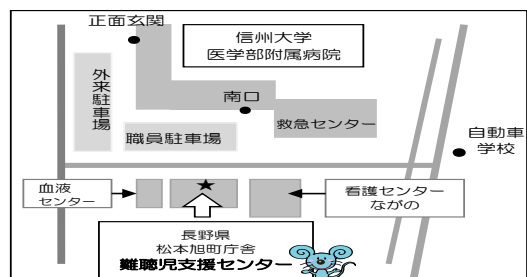 正面玄関
信州大学
医学部附属病院
外来駐車場
南口
救急センター
職員駐車場
自動車
学校
血液
センター
看護センター
ながの
長野県
松本旭町庁舎
難聴児支援センター